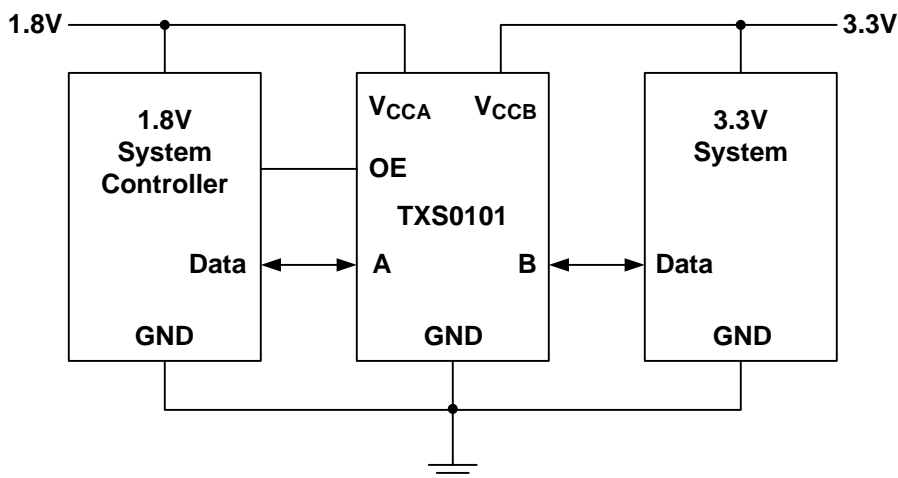 1.8V
3.3V
1.8V
System
Controller
Data
GND
VCCA
VCCB
OE
TXS0101
A
B
GND
3.3V
System
Data
GND